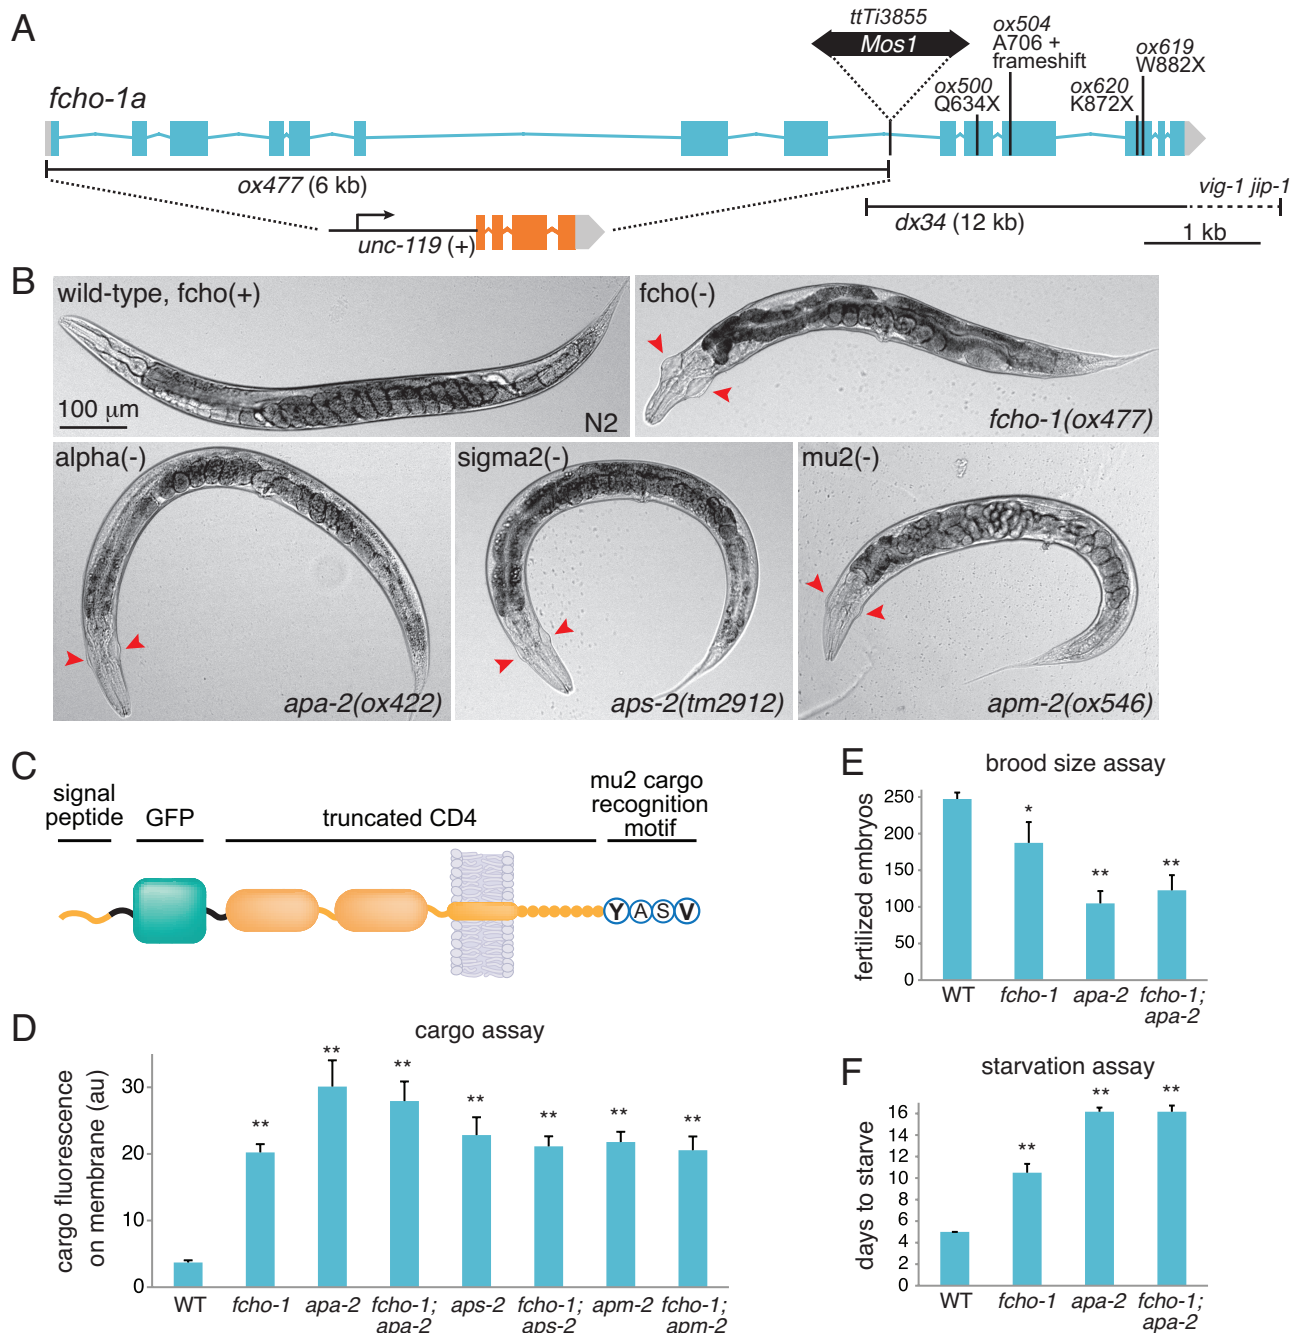 A
ttTi3855
Mos1
ox504
A706 +
frameshift
ox619
W882X
ox500
Q634X
ox620
K872X
fcho-1a
ox477 (6 kb)
vig-1 jip-1
dx34 (12 kb)
1 kb
unc-119 (+)
B
wild-type, fcho(+)
100 μm
N2
fcho(-)
fcho-1(ox477)
alpha(-)
apa-2(ox422)
sigma2(-)
aps-2(tm2912)
mu2(-)
apm-2(ox546)
C
signal
peptide
GFP
truncated CD4
mu2 cargo
recognition
motif
Y A S V
D
cargo assay
cargo fluorescence
on membrane (au)
30
20
10
0
** ** ** ** ** ** **
WT fcho-1 apa-2 fcho-1; aps-2 fcho-1; apm-2 fcho-1;
apa-2 aps-2 apm-2
E
brood size assay
fertilized embryos
250
200
150
100
50
0
* ** **
WT fcho-1 apa-2 fcho-1;
apa-2
F
starvation assay
days to starve
16
14
12
10
8
6
4
2
0
** ** **
WT fcho-1 apa-2 fcho-1;
apa-2